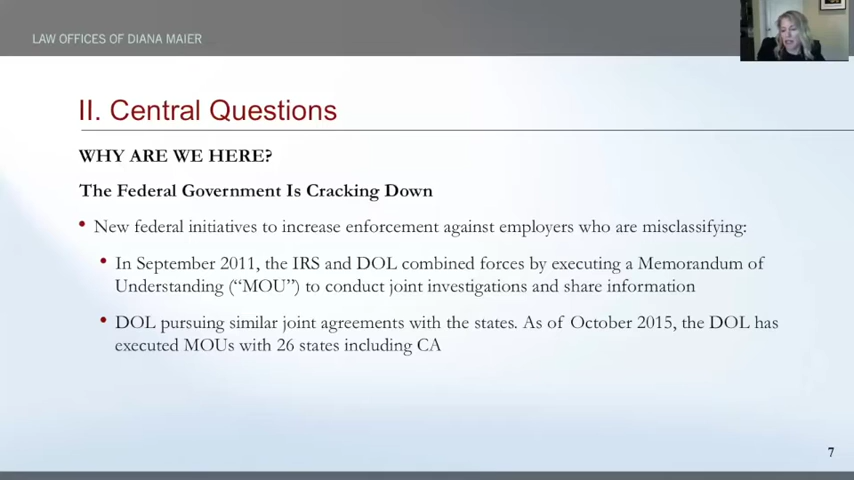 LAW OFFICES OF DIANA MAIER
II. Central Questions
WHY ARE WE HERE?
The Federal Government Is Cracking Down
• New federal initiatives to increase enforcement against employers who are misclassifying:
• In September 2011, the IRS and DOL combined forces by executing a Memorandum of
Understanding (“MOU”) to conduct joint investigations and share information
• DOL pursuing similar joint agreements with the states. As of October 2015, the DOL has
executed MOUs with 26 states including CA
7